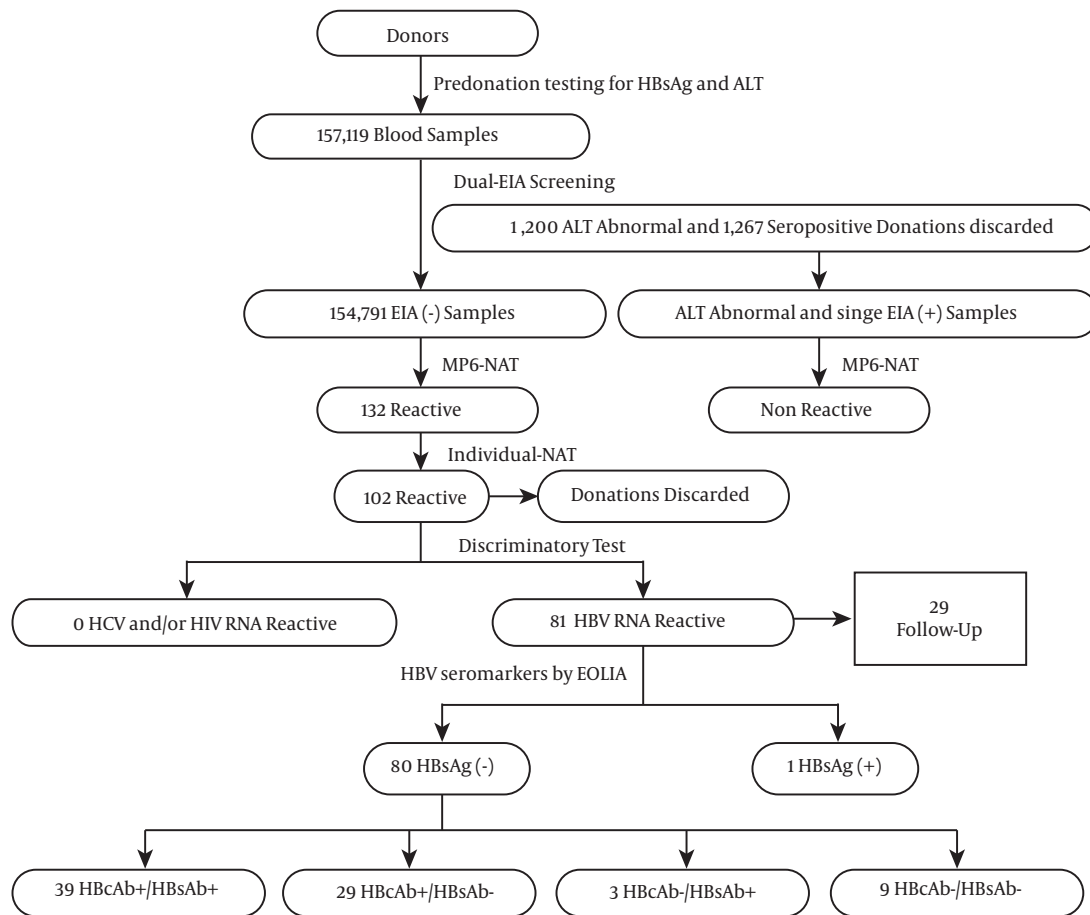 Donors
Predonation testing for HBsAg and ALT
157,119 Blood Samples
Dual-EIA Screening
1 ,200 ALT Abnormal and 1,267 Seropositive Donations discarded
154,791 EIA (-) Samples
ALT Abnormal and singe EIA (+) Samples
MP6-NAT
MP6-NAT
132 Reactive
Non Reactive
Individual-NAT
102 Reactive
Donations Discarded
Discriminatory Test
0 HCV and/or HIV RNA Reactive
81 HBV RNA Reactive
29
Follow-Up
HBV seromarkers by EOLIA
80 HBsAg (-)
1 HBsAg (+)
39 HBcAb+/HBsAb+
29 HBcAb+/HBsAb-
3 HBcAb-/HBsAb+
9 HBcAb-/HBsAb-